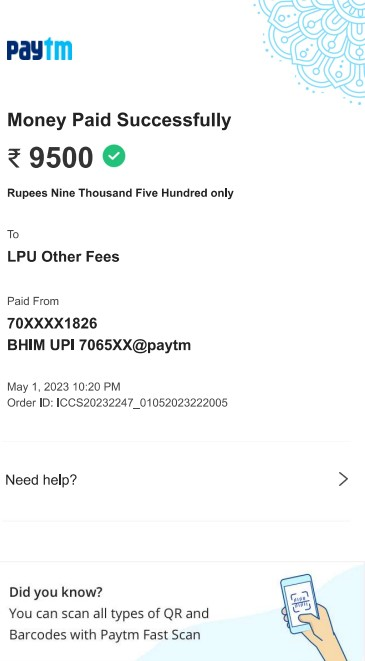 paytm
Money Paid Successfully
₹ 9500
Rupees Nine Thousand Five Hundred only
To
LPU Other Fees
Paid From
70XXXX1826
BHIM UPI 7065XX@paytm
May 1, 2023 10:20 PM
Order ID: ICCS20232247_01052023222005
Need help?
Did you know?
You can scan all types of QR and
Barcodes with Paytm Fast Scan